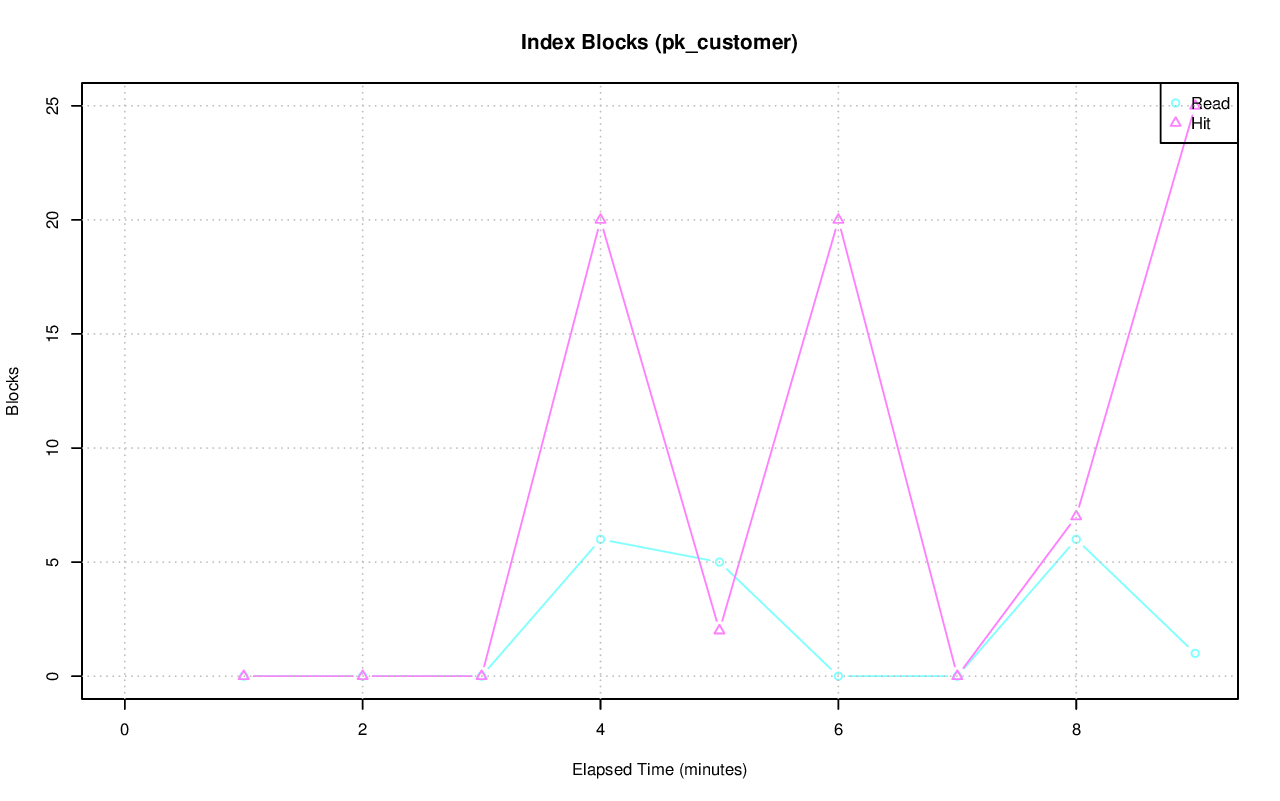 Index Blocks (pk_customer)
Read
Hit
25
20
15
10
5
0
Blocks
0 2 4 6 8
Elapsed Time (minutes)